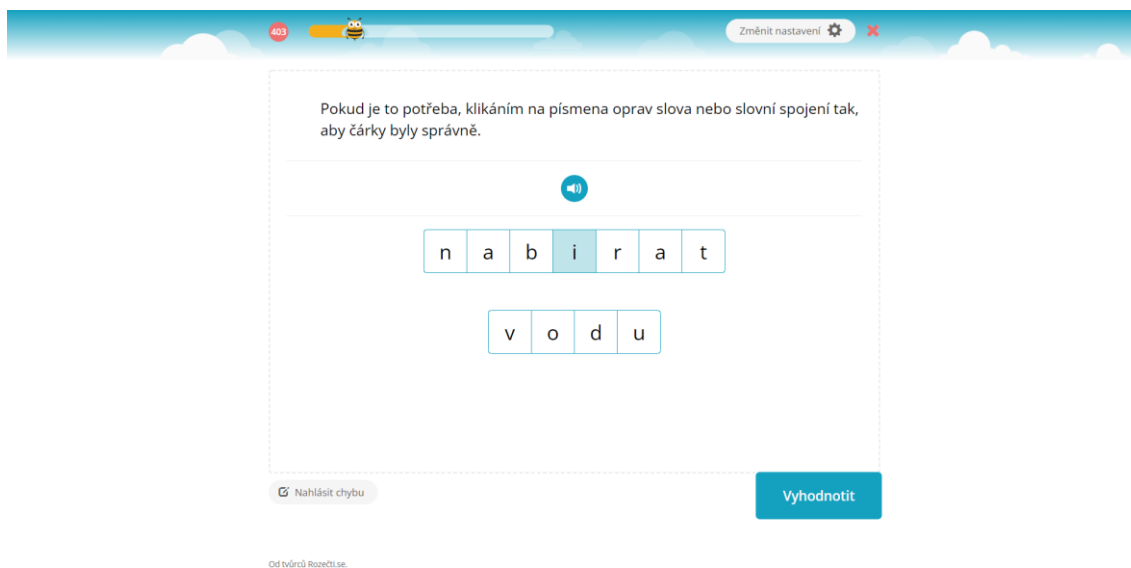 403 Změnit nastavení
Pokud je to potřeba, klikáním na písmena oprav slova nebo slovní spojení tak,
aby čárky byly správně.
n a b i r a t
v o d u
Nahlásit chybu Vyhodnotit
Od tvůrců Rozečti.se.